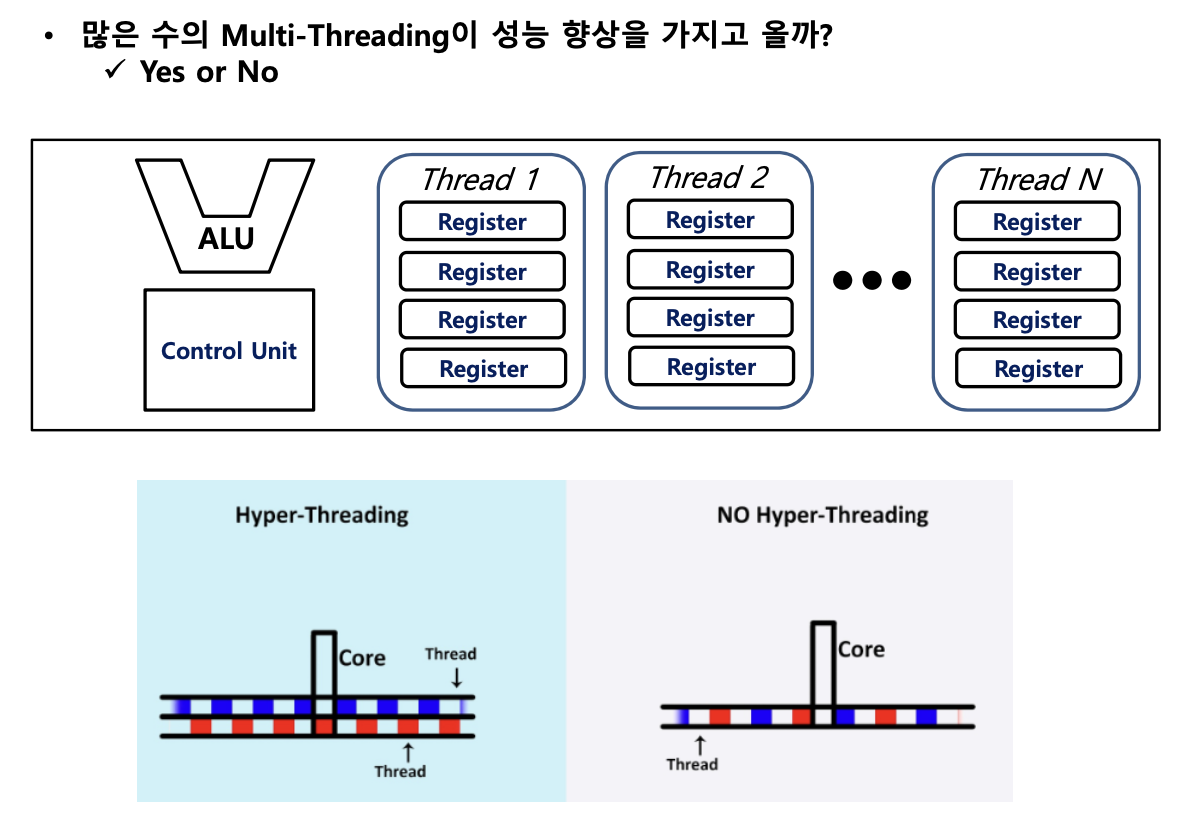 • 많은 수의 Multi-Threading이 성능 향상을 가지고 올까?
✓ Yes or No
Thread 1
Register
Register
Register
Register
Thread 2
Register
Register
Register
Register
Thread N
Register
Register
Register
Register
ALU
Control Unit
Hyper-Threading
Core
Thread
Thread
NO Hyper-Threading
Core
Thread